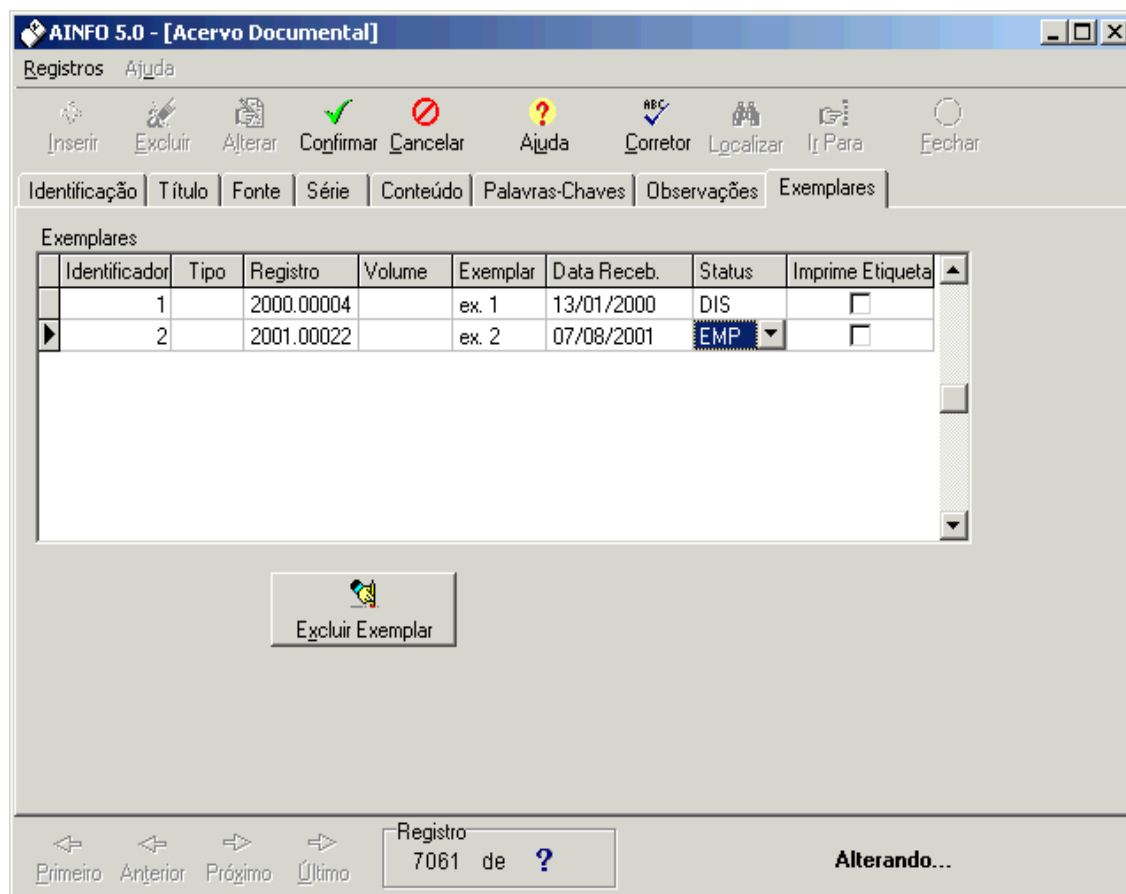 AINFO 5.0 - [Acervo Documental]
Registros Ajuda
Inserir Excluir Alterar Confirmar Cancelar Ajuda ABC Corretor Localizar Ir Para Fechar
Identificação Título Fonte Série Conteúdo Palavras-Chaves Observações Exemplares
Exemplares
Identificador Tipo Registro Volume Exemplar Data Receb. Status Imprime Etiqueta
1 2000.00004 ex. 1 13/01/2000 DIS
2 2001.00022 ex. 2 07/08/2001 EMP
Excluir Exemplar
Registro
Primeiro Anterior Próximo Último 7061 de ? Alterando...